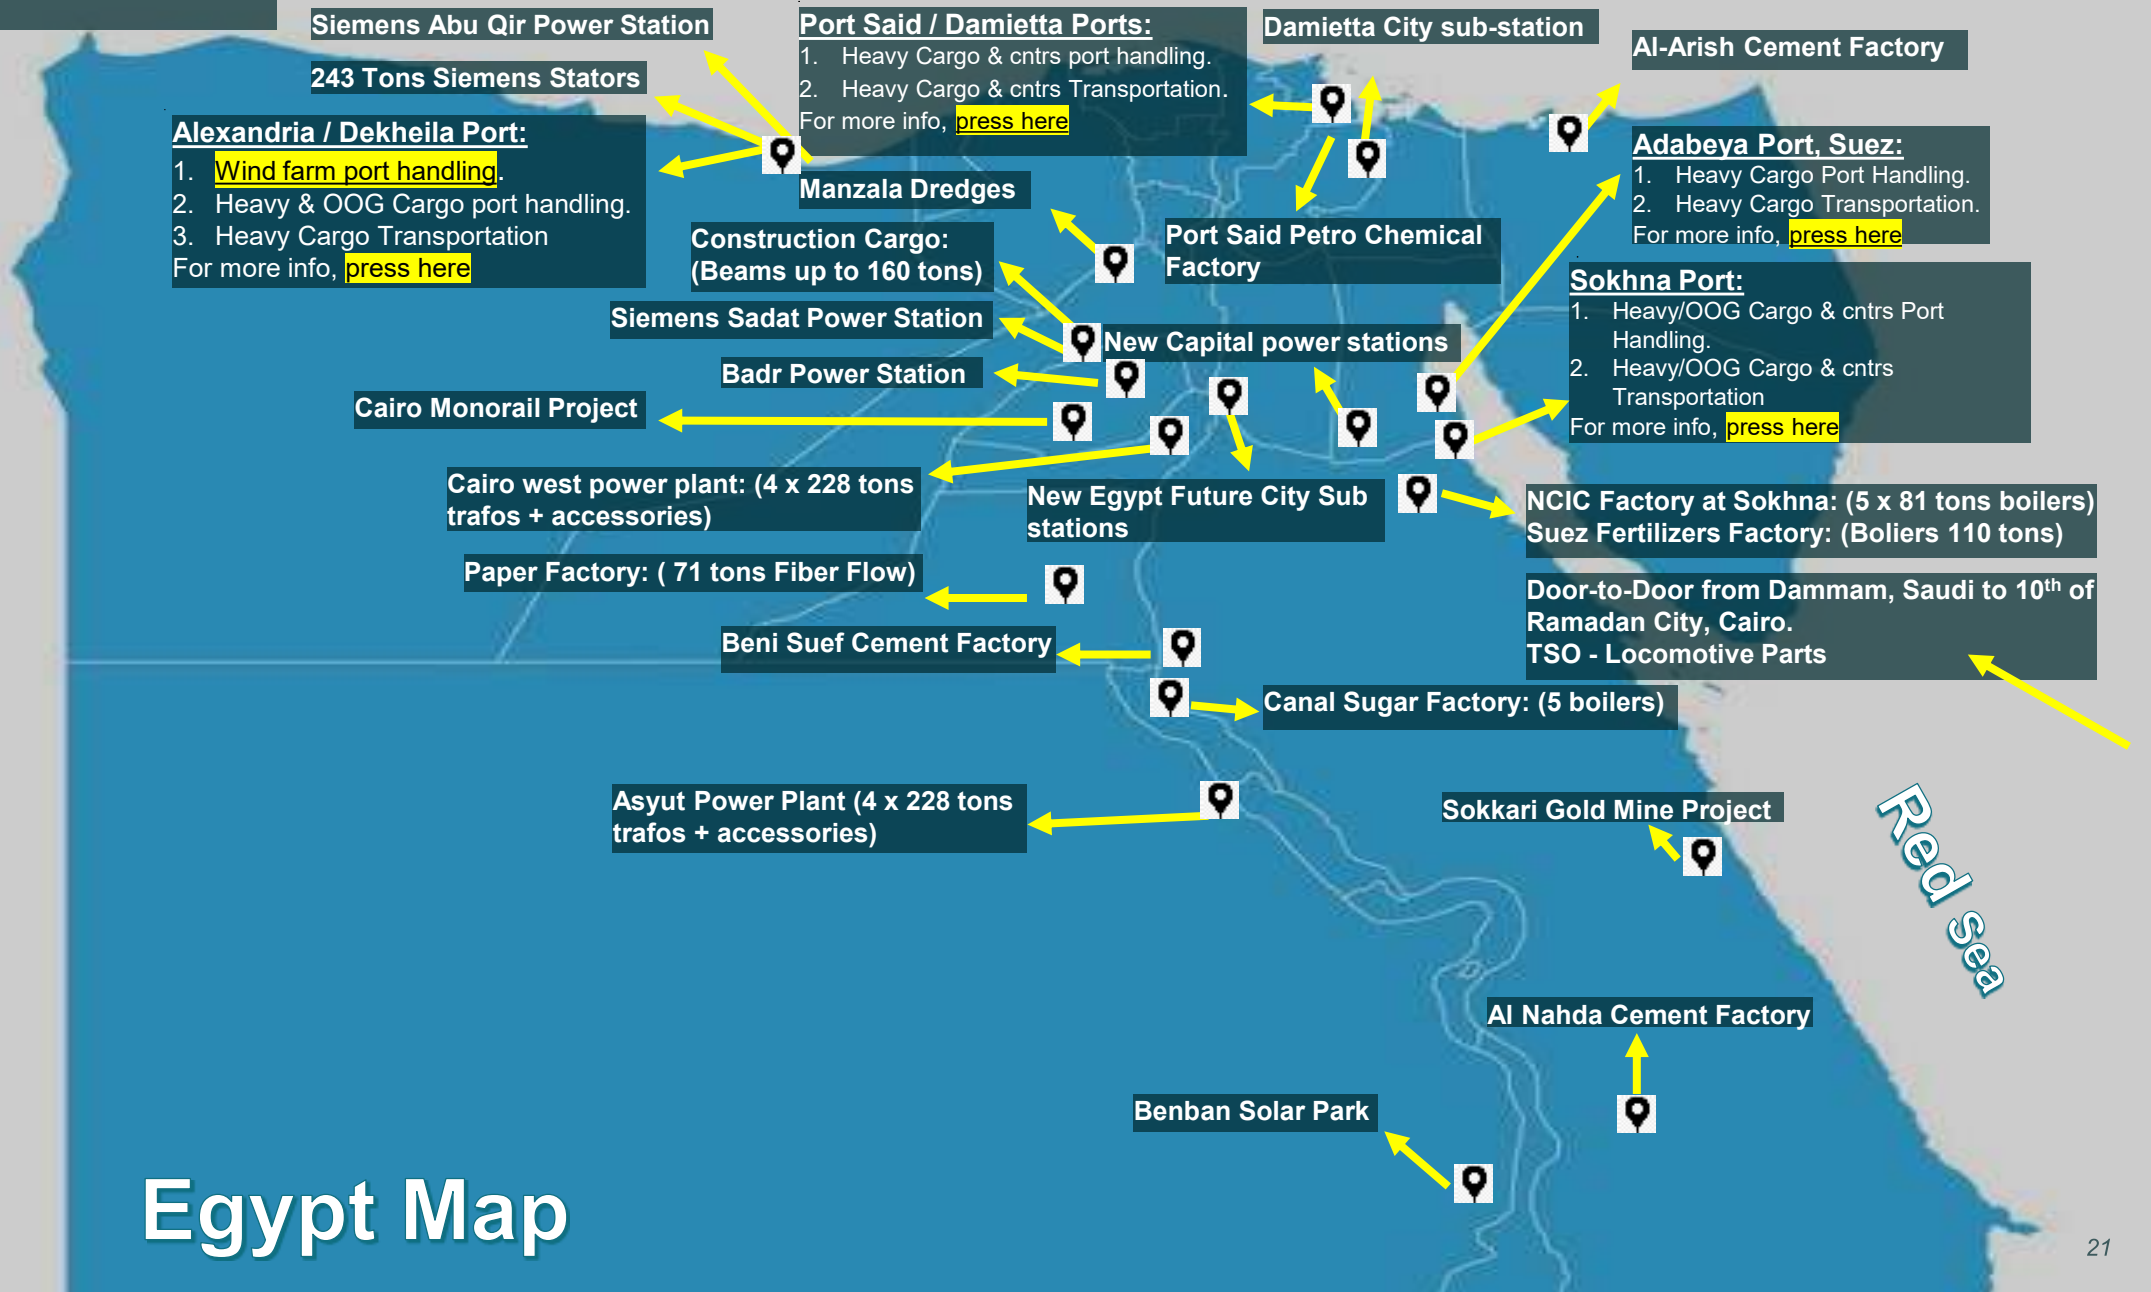 Siemens Abu Qir Power Station
243 Tons Siemens Stators
Alexandria / Dekheila Port:
1. Wind farm port handling.
2. Heavy & OOG Cargo port handling.
3. Heavy Cargo Transportation
For more info, press here
Port Said / Damietta Ports:
1. Heavy Cargo & cntrs port handling.
2. Heavy Cargo & cntrs Transportation.
For more info, press here
Damietta City sub-station
Al-Arish Cement Factory
Adabeya Port, Suez:
1. Heavy Cargo Port Handling.
2. Heavy Cargo Transportation.
For more info, press here
Manzala Dredges
Construction Cargo:
(Beams up to 160 tons)
Port Said Petro Chemical
Factory
Sokhna Port:
1. Heavy/OOG Cargo & cntrs Port
Handling.
2. Heavy/OOG Cargo & cntrs
Transportation
For more info, press here
Siemens Sadat Power Station
New Capital power stations
Badr Power Station
Cairo Monorail Project
Cairo west power plant: (4 x 228 tons
trafos + accessories)
New Egypt Future City Sub
stations
NCIC Factory at Sokhna: (5 x 81 tons boilers)
Suez Fertilizers Factory: (Boliers 110 tons)
Paper Factory: ( 71 tons Fiber Flow)
Door-to-Door from Dammam, Saudi to 10th of
Ramadan City, Cairo.
TSO - Locomotive Parts
Beni Suef Cement Factory
Canal Sugar Factory: (5 boilers)
Asyut Power Plant (4 x 228 tons
trafos + accessories)
Sokkari Gold Mine Project
Red sea
Al Nahda Cement Factory
Benban Solar Park
Egypt Map
21